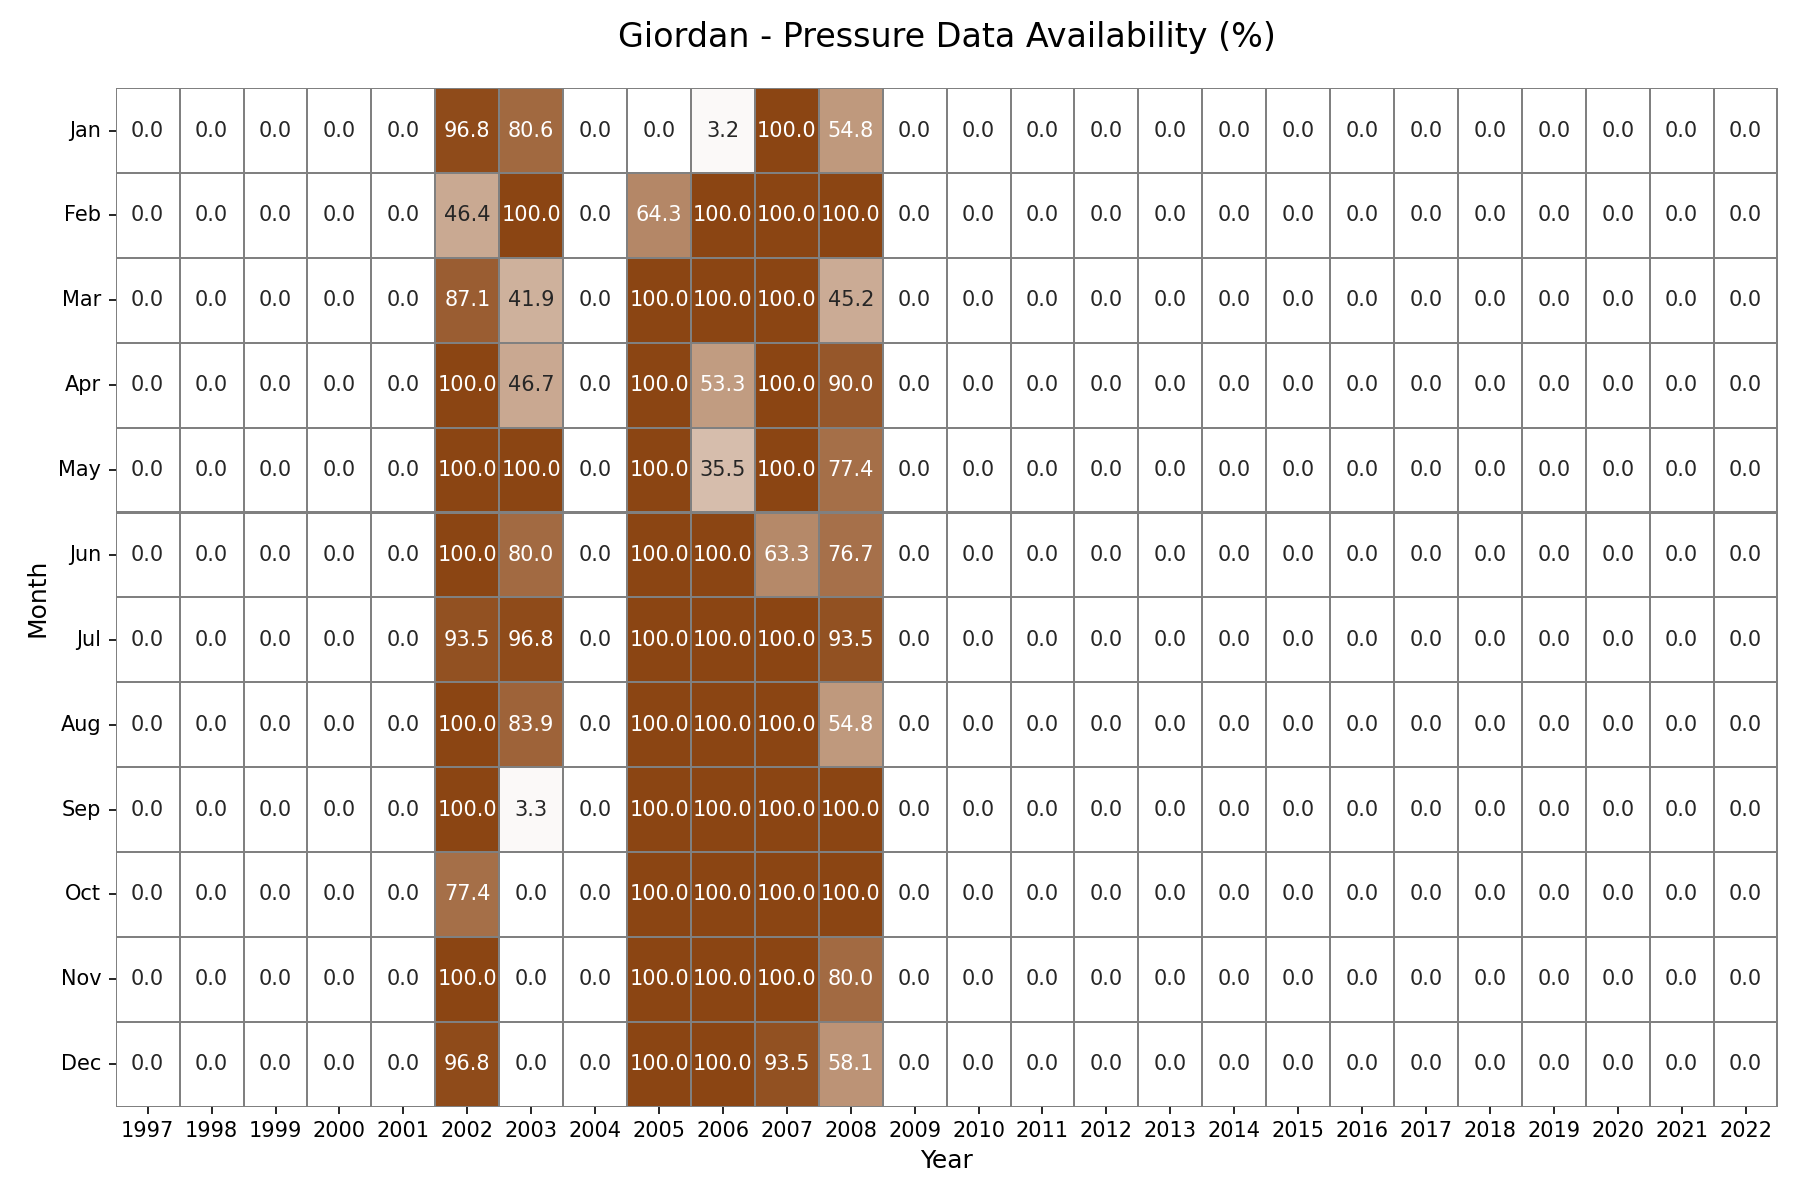 Giordan - Pressure Data Availability (%)
Jan 0.0 0.0 0.0 0.0 0.0 96.8 80.6 0.0 0.0 3.2 100.0 54.8 0.0 0.0 0.0 0.0 0.0 0.0 0.0 0.0 0.0 0.0 0.0 0.0 0.0 0.0
Feb 0.0 0.0 0.0 0.0 0.0 46.4 100.0 0.0 64.3 100.0 100.0 100.0 0.0 0.0 0.0 0.0 0.0 0.0 0.0 0.0 0.0 0.0 0.0 0.0 0.0 0.0
Mar 0.0 0.0 0.0 0.0 0.0 87.1 41.9 0.0 100.0 100.0 100.0 45.2 0.0 0.0 0.0 0.0 0.0 0.0 0.0 0.0 0.0 0.0 0.0 0.0 0.0 0.0
Apr 0.0 0.0 0.0 0.0 0.0 100.0 46.7 0.0 100.0 53.3 100.0 90.0 0.0 0.0 0.0 0.0 0.0 0.0 0.0 0.0 0.0 0.0 0.0 0.0 0.0 0.0
May 0.0 0.0 0.0 0.0 0.0 100.0 100.0 0.0 100.0 35.5 100.0 77.4 0.0 0.0 0.0 0.0 0.0 0.0 0.0 0.0 0.0 0.0 0.0 0.0 0.0 0.0
Jun 0.0 0.0 0.0 0.0 0.0 100.0 80.0 0.0 100.0 100.0 63.3 76.7 0.0 0.0 0.0 0.0 0.0 0.0 0.0 0.0 0.0 0.0 0.0 0.0 0.0 0.0
Month
Jul 0.0 0.0 0.0 0.0 0.0 93.5 96.8 0.0 100.0 100.0 100.0 93.5 0.0 0.0 0.0 0.0 0.0 0.0 0.0 0.0 0.0 0.0 0.0 0.0 0.0 0.0
Aug 0.0 0.0 0.0 0.0 0.0 100.0 83.9 0.0 100.0 100.0 100.0 54.8 0.0 0.0 0.0 0.0 0.0 0.0 0.0 0.0 0.0 0.0 0.0 0.0 0.0 0.0
Sep 0.0 0.0 0.0 0.0 0.0 100.0 3.3 0.0 100.0 100.0 100.0 100.0 0.0 0.0 0.0 0.0 0.0 0.0 0.0 0.0 0.0 0.0 0.0 0.0 0.0 0.0
Oct 0.0 0.0 0.0 0.0 0.0 77.4 0.0 0.0 100.0 100.0 100.0 100.0 0.0 0.0 0.0 0.0 0.0 0.0 0.0 0.0 0.0 0.0 0.0 0.0 0.0 0.0
Nov 0.0 0.0 0.0 0.0 0.0 100.0 0.0 0.0 100.0 100.0 100.0 80.0 0.0 0.0 0.0 0.0 0.0 0.0 0.0 0.0 0.0 0.0 0.0 0.0 0.0 0.0
Dec 0.0 0.0 0.0 0.0 0.0 96.8 0.0 0.0 100.0 100.0 93.5 58.1 0.0 0.0 0.0 0.0 0.0 0.0 0.0 0.0 0.0 0.0 0.0 0.0 0.0 0.0
1997 1998 1999 2000 2001 2002 2003 2004 2005 2006 2007 2008 2009 2010 2011 2012 2013 2014 2015 2016 2017 2018 2019 2020 2021 2022
Year